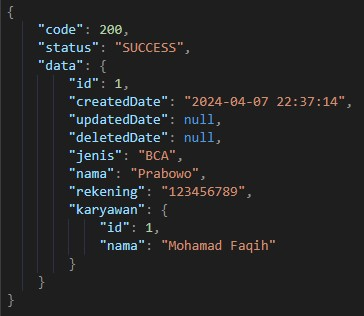 {
    "code": 200,
    "status": "SUCCESS",
    "data": {
        "id": 1,
        "createdDate": "2024-04-07 22:37:14",
        "updatedDate": null,
        "deletedDate": null,
        "jenis": "BCA",
        "nama": "Prabowo",
        "rekening": "123456789",
        "karyawan": {
            "id": 1,
            "nama": "Mohamad Faqih"
        }
    }
}